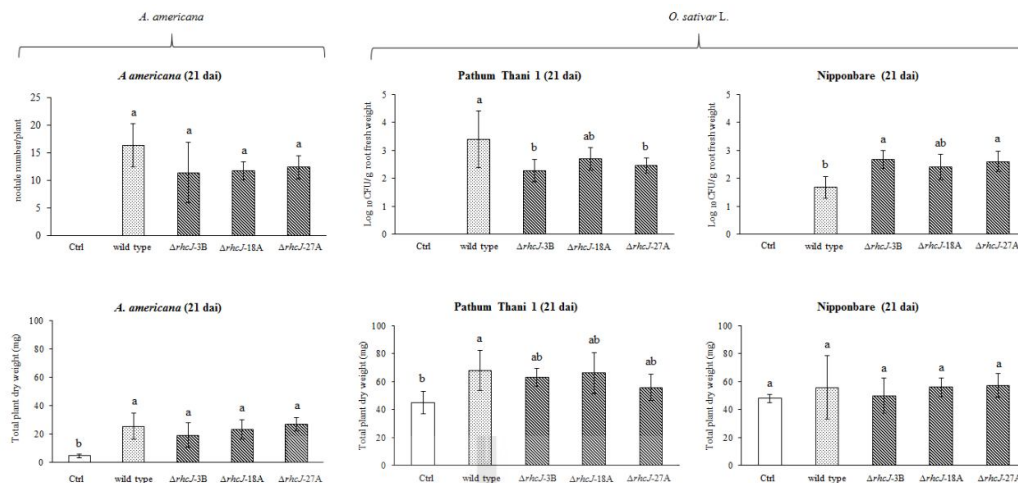 A. americana
O. sativar L.
A americana (21 dai)
Pathum Thani 1 (21 dai)
Nipponbare (21 dai)
nodule number/plant
25
20
15
10
5
0
a
a
a
a
Ctrl
wild type
ΔrhcJ-3B
ΔrhcJ-18A
ΔrhcJ-27A
Log 10 CFU/g root fresh weight
5
4
3
2
1
0
a
b
ab
b
Ctrl
wild type
ΔrhcJ-3B
ΔrhcJ-18A
ΔrhcJ-27A
Log 10 CFU/g root fresh weight
5
4
3
2
1
0
b
a
ab
a
Ctrl
wild type
ΔrhcJ-3B
ΔrhcJ-18A
ΔrhcJ-27A
A. americana (21 dai)
Pathum Thani 1 (21 dai)
Nipponbare (21 dai)
Total plant dry weight (mg)
100
80
60
40
20
0
b
a
a
a
a
Ctrl
wild type
ΔrhcJ-3B
ΔrhcJ-18A
ΔrhcJ-27A
Total plant dry weight (mg)
100
80
60
40
20
0
b
a
ab
ab
ab
Ctrl
wild type
ΔrhcJ-3B
ΔrhcJ-18A
ΔrhcJ-27A
Total plant dry weight (mg)
100
80
60
40
20
0
a
a
a
a
a
Ctrl
wild type
ΔrhcJ-3B
ΔrhcJ-18A
ΔrhcJ-27A